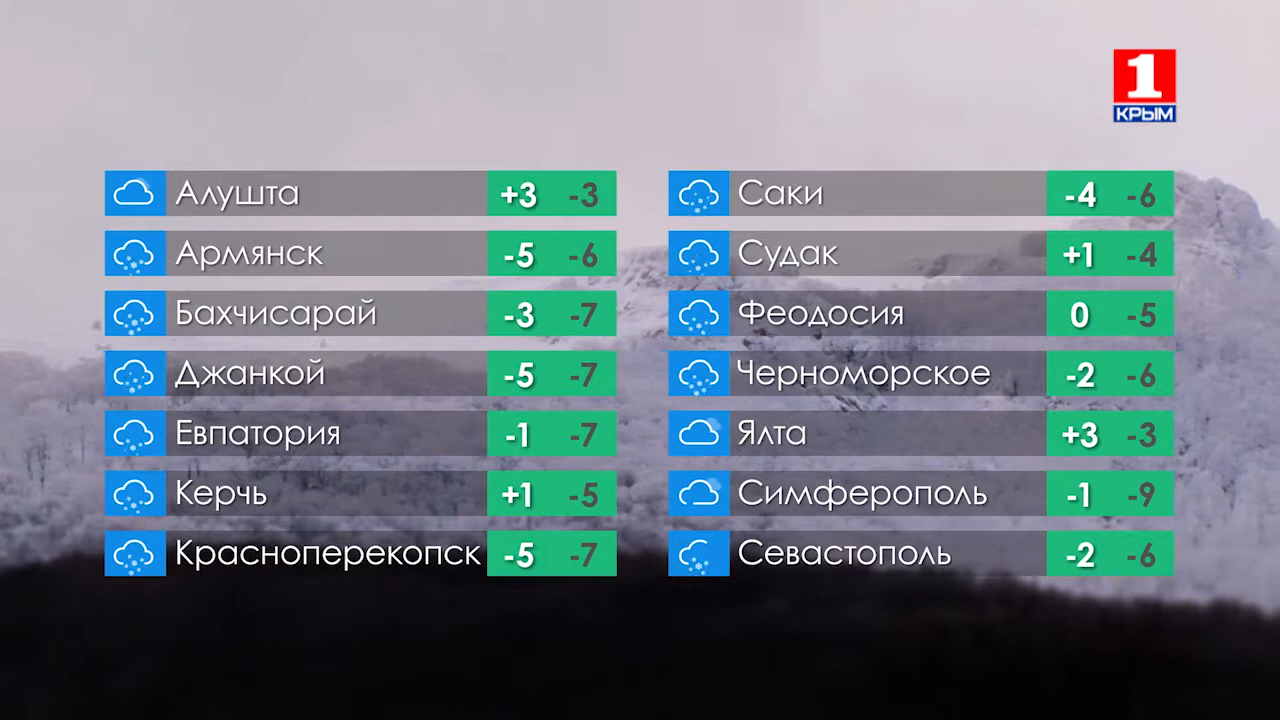 1
КРЫМ
Алушта +3 -3
Армянск -5 -6
Бахчисарай -3 -7
Джанкой -5 -7
Евпатория -1 -7
Керчь +1 -5
Красноперекопск -5 -7
Саки -4 -6
Судак +1 -4
Феодосия 0 -5
Черноморское -2 -6
Ялта +3 -3
Симферополь -1 -9
Севастополь -2 -6